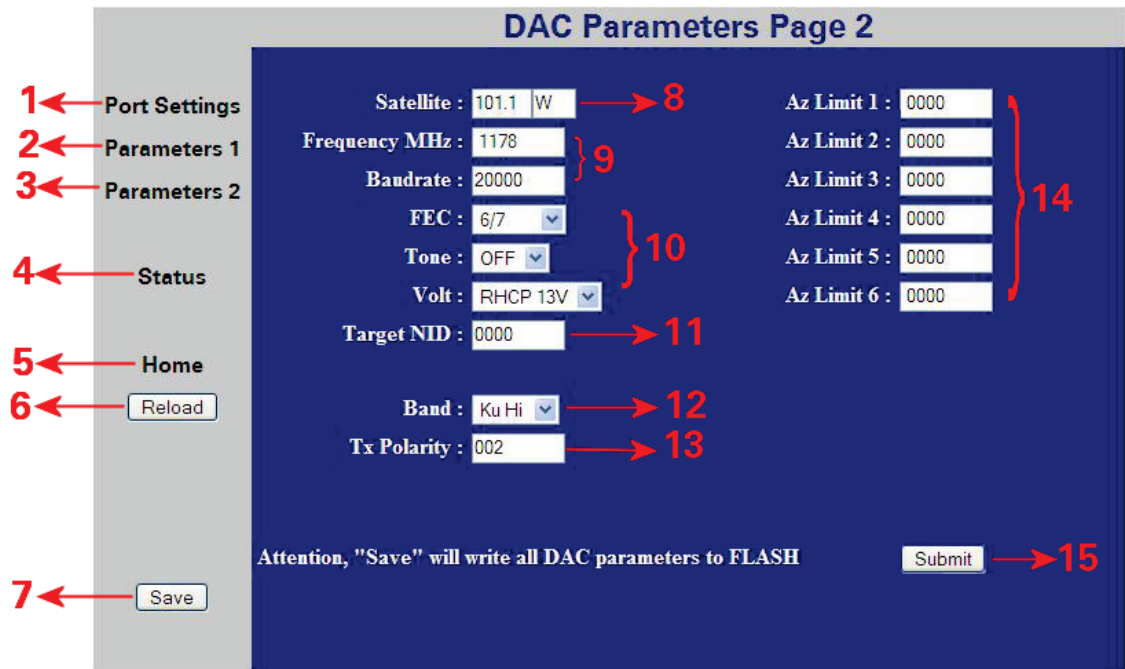 DAC Parameters Page 2
1 Port Settings
2 Parameters 1
3 Parameters 2
4 Status
5 Home
6 Reload
7 Save
Satellite : 101.1 W 8
Frequency MHz : 1178
9
Baudrate : 20000
FEC : 6/7
Tone : OFF 10
Volt : RHCP 13V
Target NID : 0000 11
Band : Ku Hi 12
Tx Polarity : 002 13
Az Limit 1 : 0000
Az Limit 2 : 0000
Az Limit 3 : 0000
14
Az Limit 4 : 0000
Az Limit 5 : 0000
Az Limit 6 : 0000
Attention, "Save" will write all DAC parameters to FLASH
Submit 15